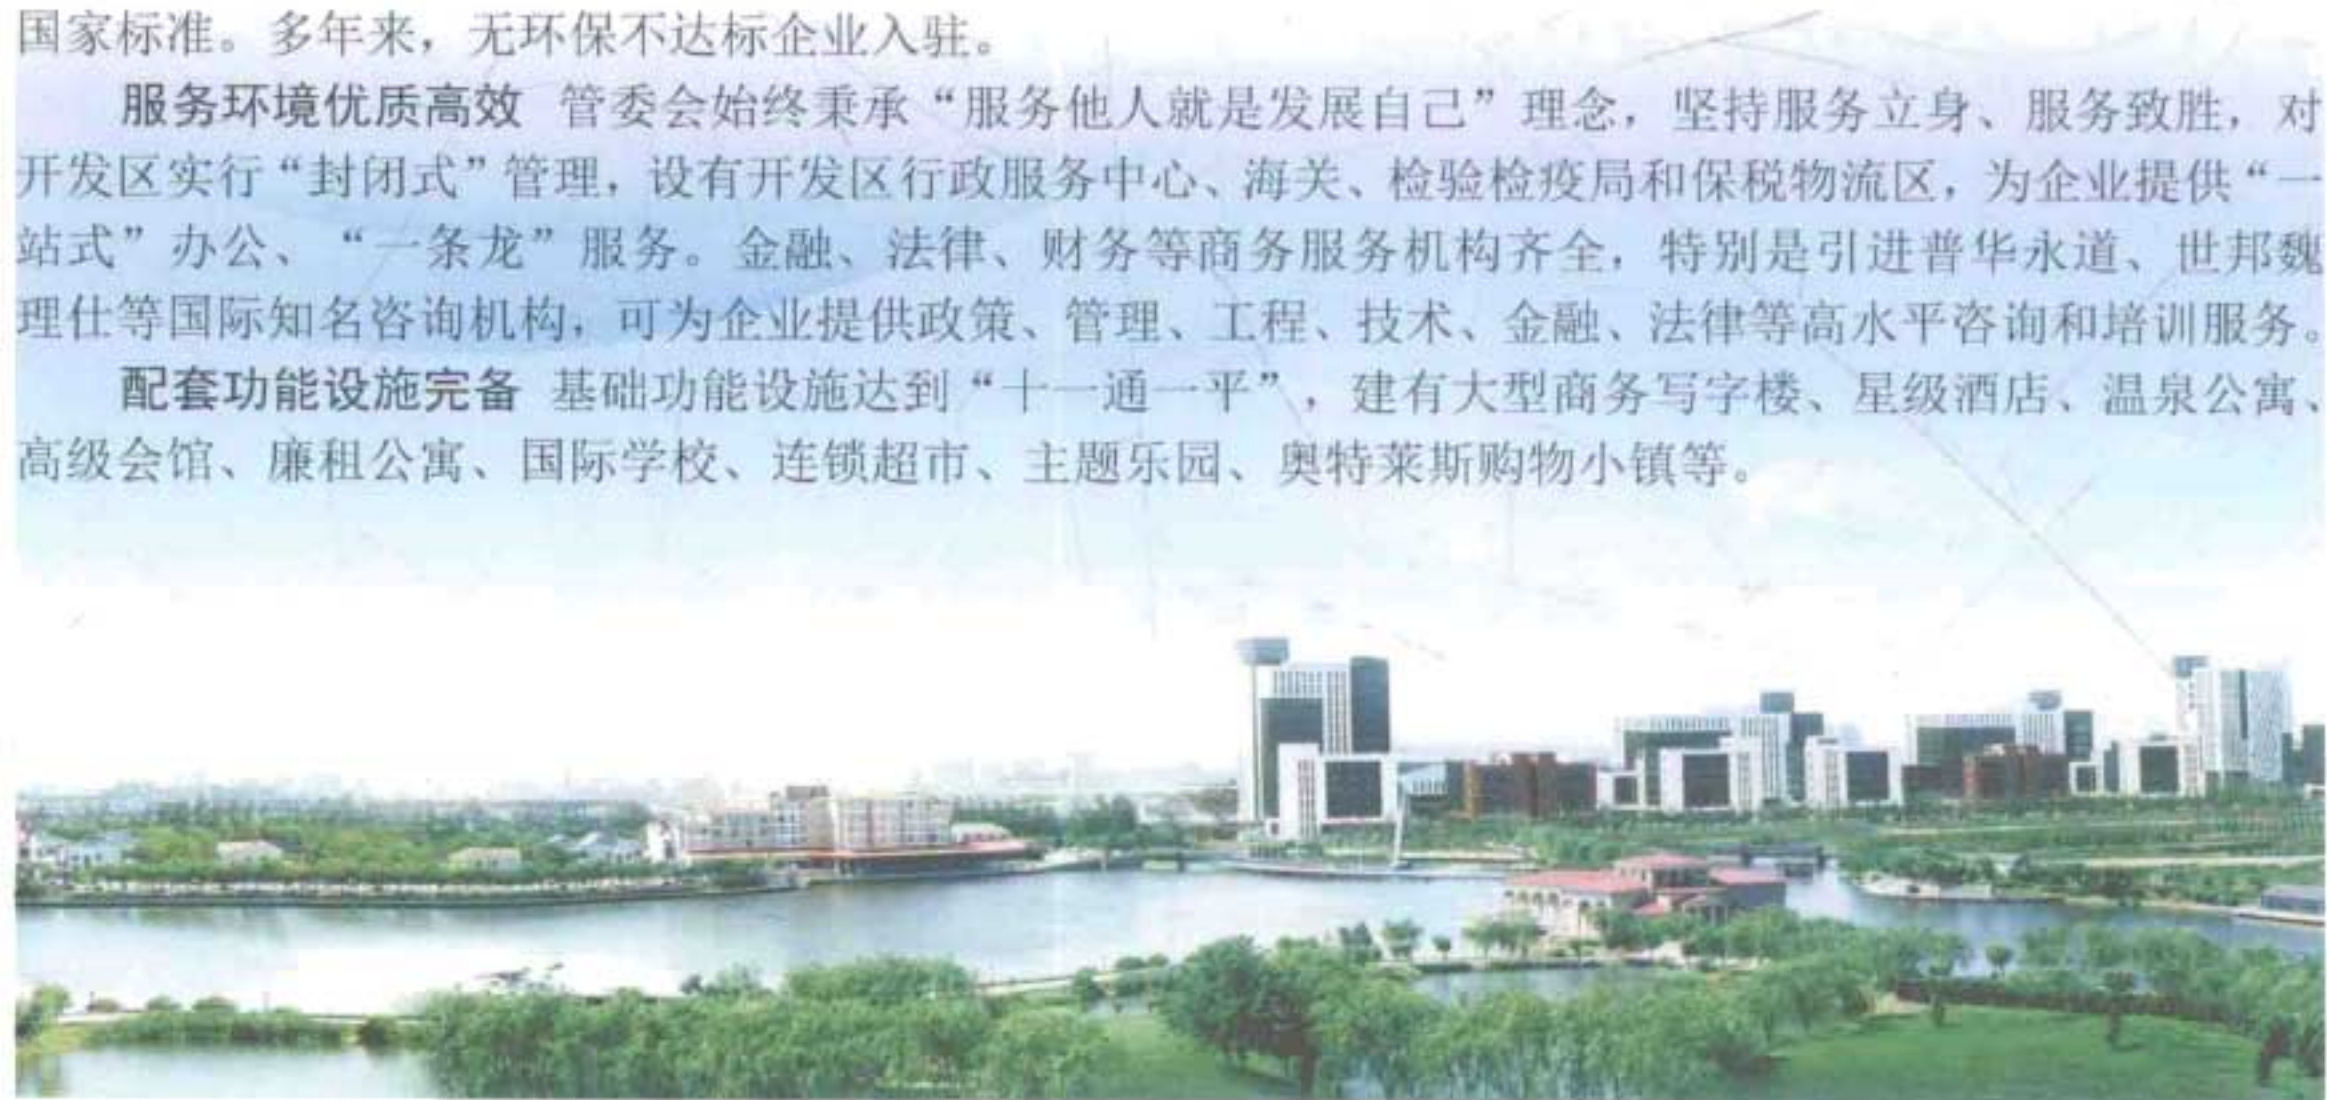 国家标准。多年来，无环保不达标企业入驻。
服务环境优质高效 管委会始终秉承“服务他人就是发展自己”理念，坚持服务立身、服务致胜，对
开发区实行“封闭式”管理，设有开发区行政服务中心、海关、检验检疫局和保税物流区，为企业提供“一
站式”办公、“一条龙”服务。金融、法律、财务等商务服务机构齐全，特别是引进普华永道、世邦魏
理仕等国际知名咨询机构，可为企业提供政策、管理、工程、技术、金融、法律等高水平咨询和培训服务。
配套功能设施完备 基础功能设施达到“十一通一平”，建有大型商务写字楼、星级酒店、温泉公寓、
高级会馆、廉租公寓、国际学校、连锁超市、主题乐园、奥特莱斯购物小镇等。